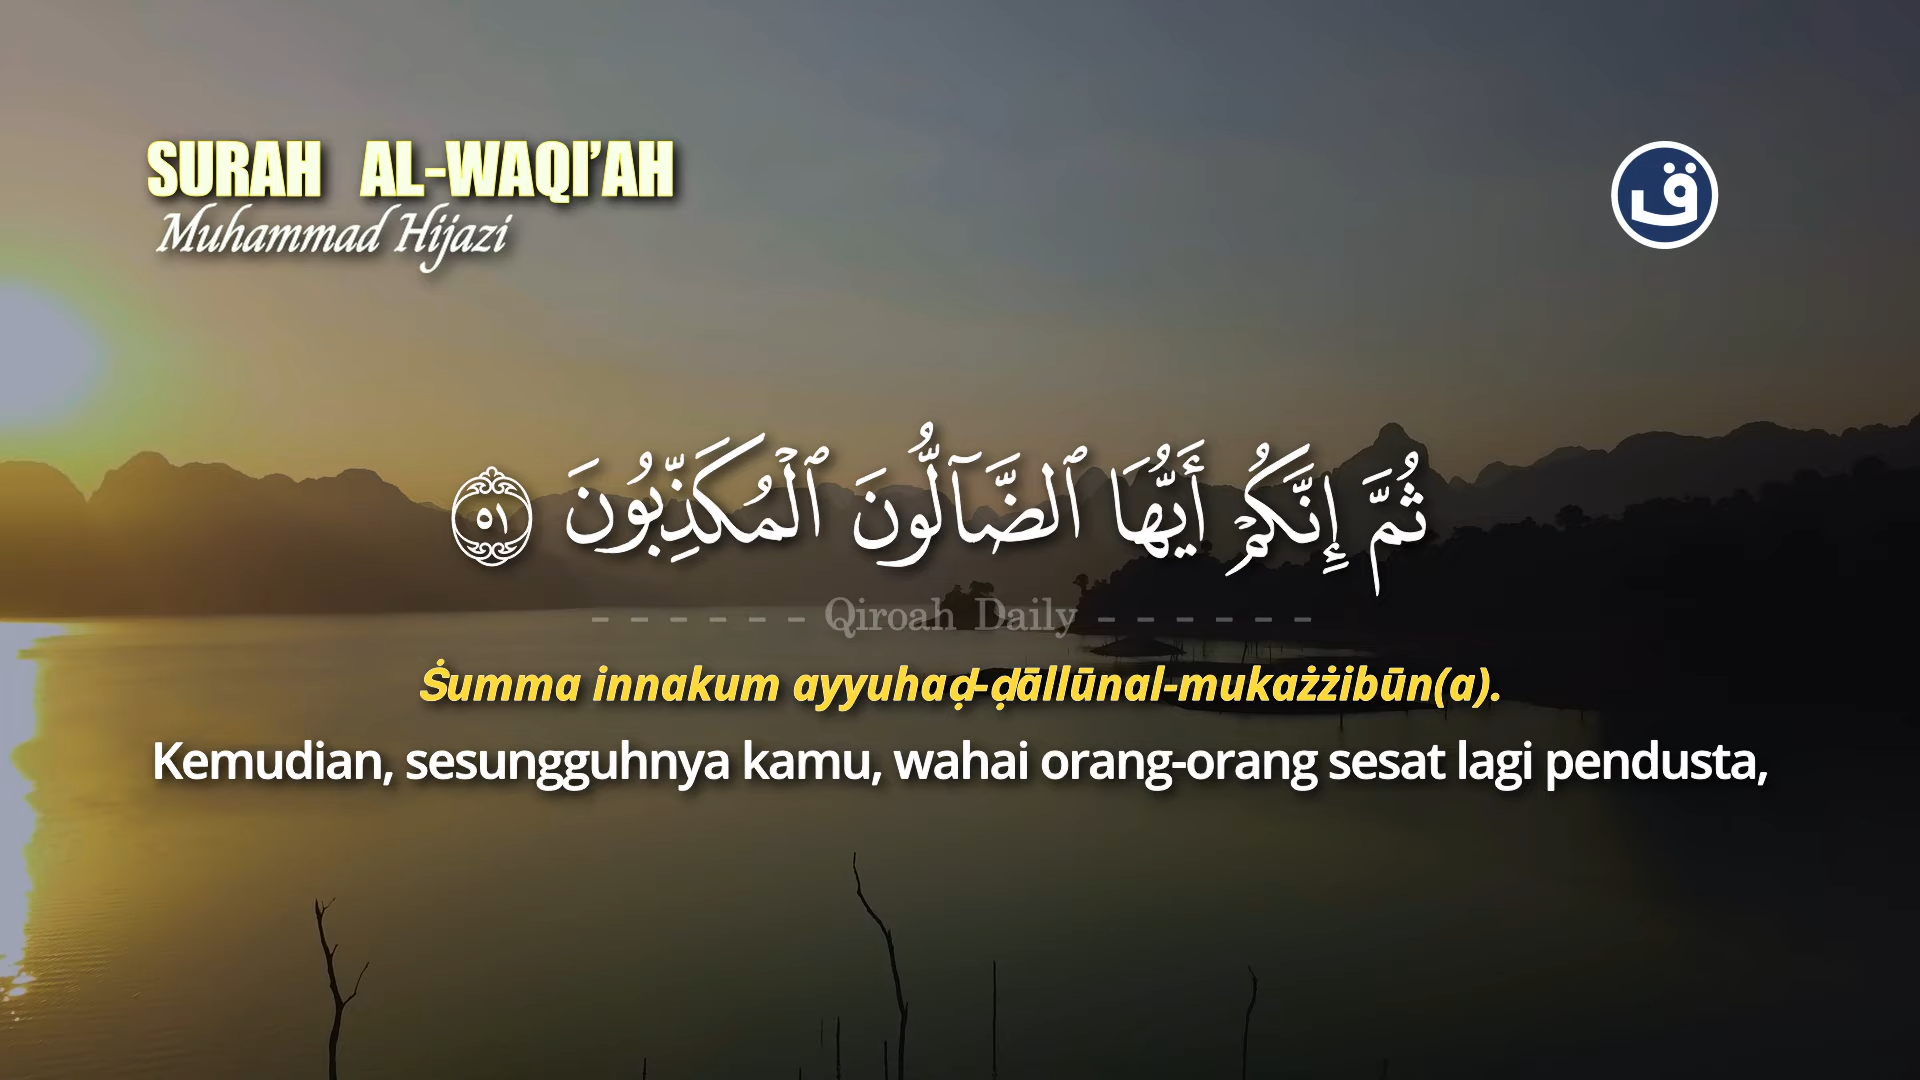 SURAH AL-WAQI’AH
Muhammad Hijazi
ق
ثُمَّ إِنَّكُمْ أَيُّهَا ٱلضَّآلُّونَ ٱلْمُكَذِّبُونَ ٥١
- - - - - - Qiroah Daily - - - - - -
Ṡumma innakum ayyuhaḍ-ḍāllūnal-mukażżibūn(a).
Kemudian, sesungguhnya kamu, wahai orang-orang sesat lagi pendusta,